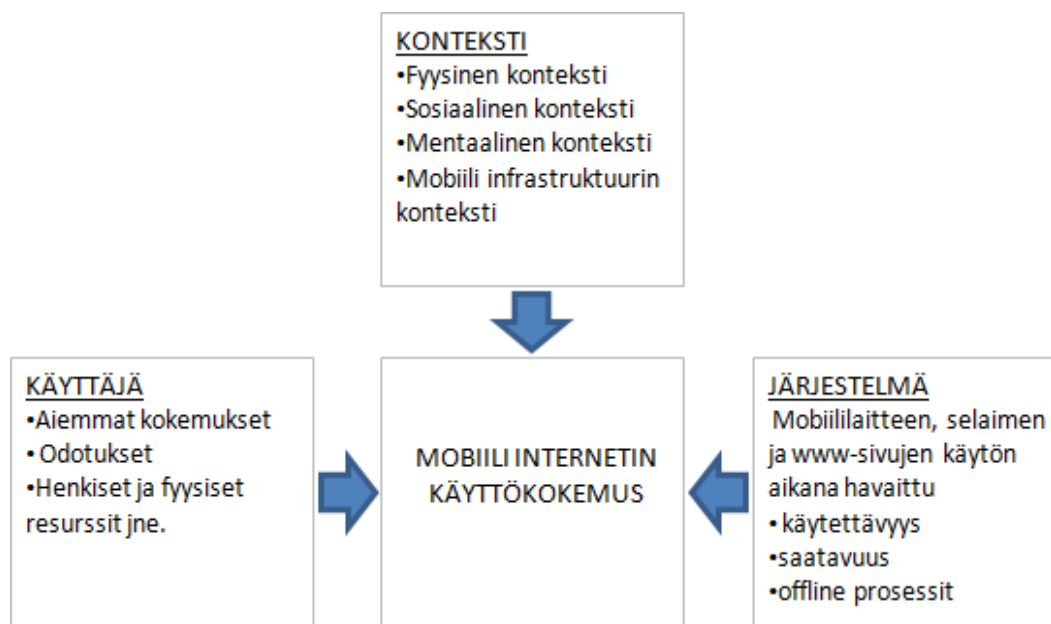 KONTEKSTI
•Fyysinen konteksti
•Sosiaalinen konteksti
•Mentaalinen konteksti
•Mobiili infrastruktuurin
konteksti
KÄYTTÄJÄ
•Aiemmat kokemukset
•Odotukset
•Henkiset ja fyysiset
resurssit jne.
MOBIILI INTERNETIN
KÄYTTÖKOKEMUS
JÄRJESTELMÄ
Mobiililaitteen, selaimen
ja www-sivujen käytön
aikana havaittu
•käytettävyys
•saatavuus
•offline prosessit